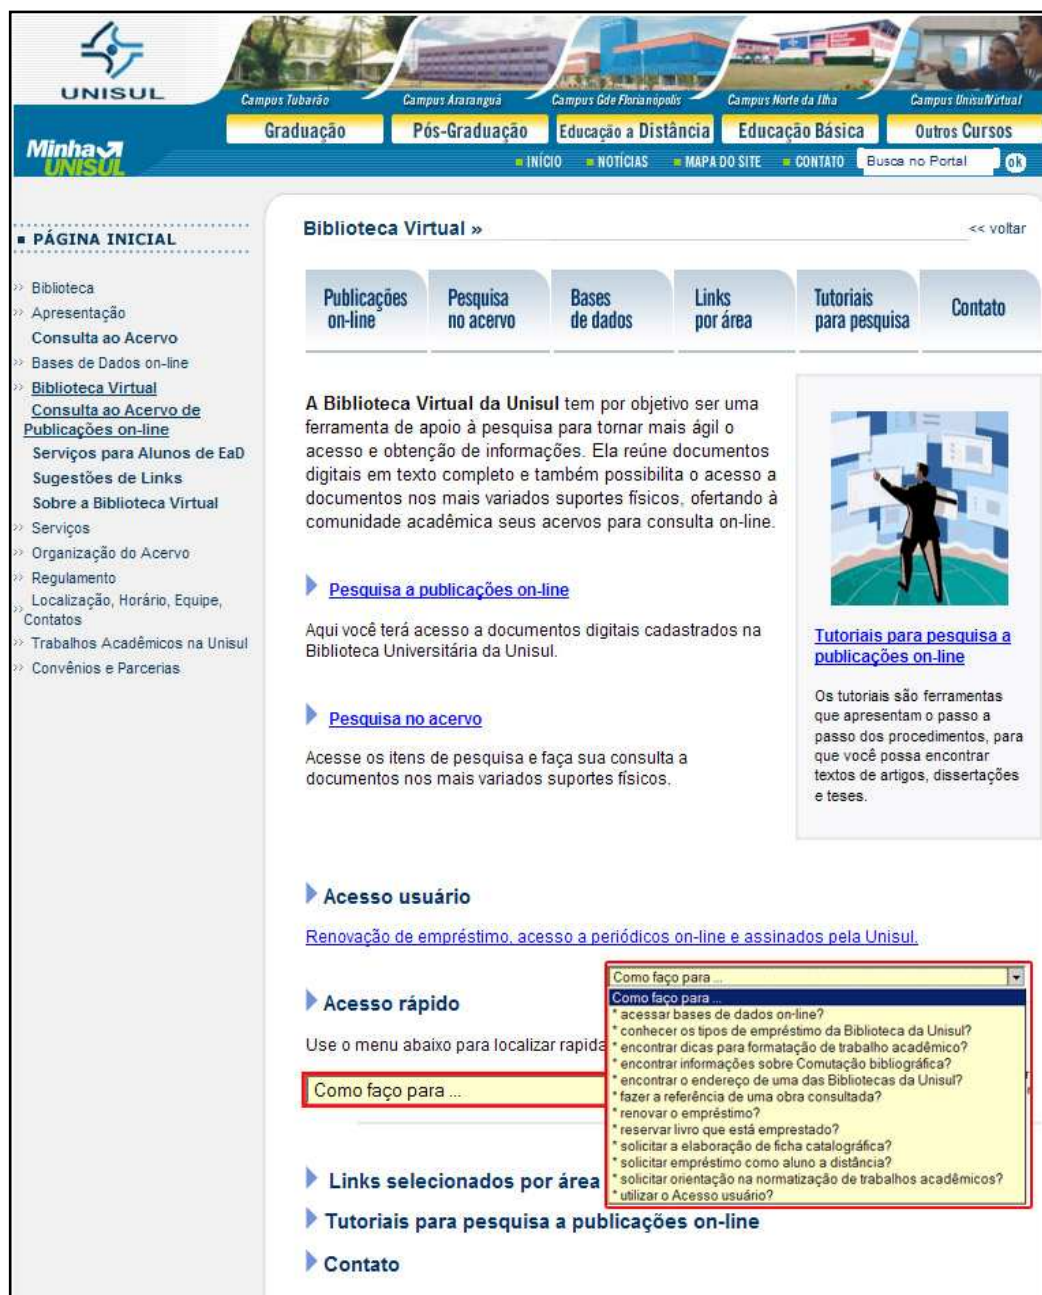 UNISUL
Campus Tubarão
Campus Araranguá
Campus Gde Florianópolis
Campus Norte da Ilha
Campus UnisulVirtual
Graduação
Pós-Graduação
Educação a Distância
Educação Básica
Outros Cursos
Minha
UNISUL
INÍCIO
NOTÍCIAS
MAPA DO SITE
CONTATO
Busca no Portal
ok
PÁGINA INICIAL
Biblioteca
Apresentação
Consulta ao Acervo
Bases de Dados on-line
Biblioteca Virtual
Consulta ao Acervo de
Publicações on-line
Serviços para Alunos de EaD
Sugestões de Links
Sobre a Biblioteca Virtual
Serviços
Organização do Acervo
Regulamento
Localização, Horário, Equipe,
Contatos
Trabalhos Acadêmicos na Unisul
Convênios e Parcerias
Biblioteca Virtual »
<< voltar
Publicações
on-line
Pesquisa
no acervo
Bases
de dados
Links
por área
Tutoriais
para pesquisa
Contato
A Biblioteca Virtual da Unisul tem por objetivo ser uma
ferramenta de apoio à pesquisa para tornar mais ágil o
acesso e obtenção de informações. Ela reúne documentos
digitais em texto completo e também possibilita o acesso a
documentos nos mais variados suportes físicos, ofertando à
comunidade acadêmica seus acervos para consulta on-line.
Pesquisa a publicações on-line
Aqui você terá acesso a documentos digitais cadastrados na
Biblioteca Universitária da Unisul.
Pesquisa no acervo
Acesse os itens de pesquisa e faça sua consulta a
documentos nos mais variados suportes físicos.
Tutoriais para pesquisa a
publicações on-line
Os tutoriais são ferramentas
que apresentam o passo a
passo dos procedimentos, para
que você possa encontrar
textos de artigos, dissertações
e teses.
Acesso usuário
Renovação de empréstimo, acesso a periódicos on-line e assinados pela Unisul.
Acesso rápido
Use o menu abaixo para localizar rapida
Como faço para ...
Como faço para ...
Como faço para ...
* acessar bases de dados on-line?
* conhecer os tipos de empréstimo da Biblioteca da Unisul?
* encontrar dicas para formatação de trabalho acadêmico?
* encontrar informações sobre Comutação bibliográfica?
* encontrar o endereço de uma das Bibliotecas da Unisul?
* fazer a referência de uma obra consultada?
* renovar o empréstimo?
* reservar livro que está emprestado?
* solicitar a elaboração de ficha catalográfica?
* solicitar empréstimo como aluno a distância?
* solicitar orientação na normatização de trabalhos acadêmicos?
* utilizar o Acesso usuário?
Links selecionados por área
Tutoriais para pesquisa a publicações on-line
Contato